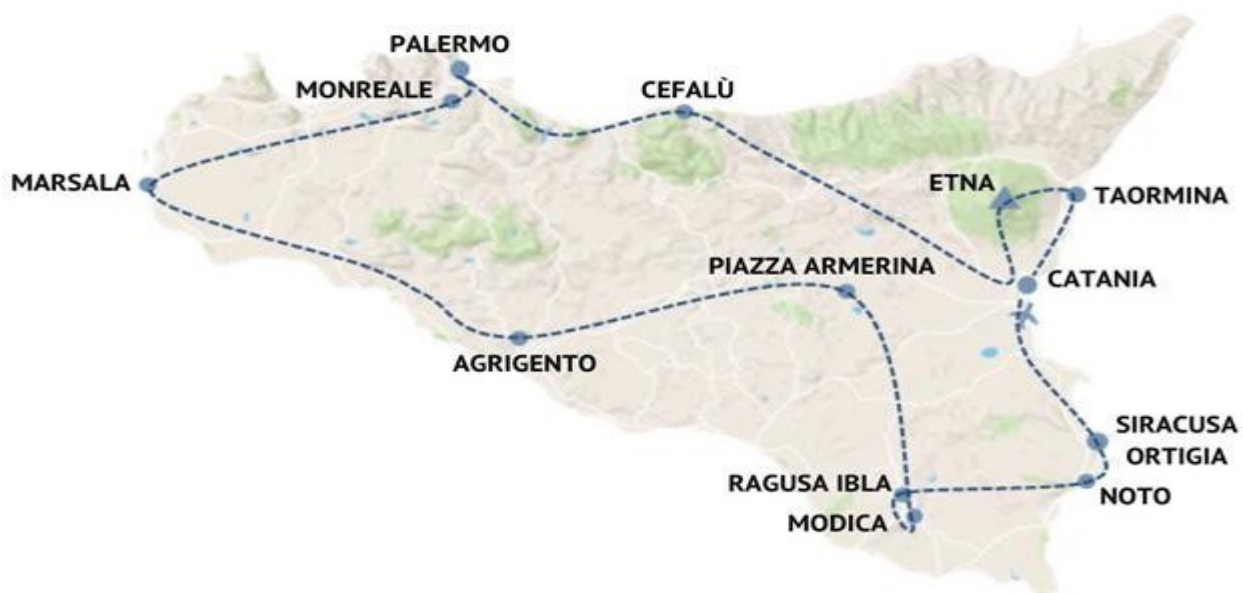 PALERMO
MONREALE
CEFALÙ
MARSALA
ETNA
TAORMINA
PIAZZA ARMERINA
CATANIA
AGRIGENTO
SIRACUSA
ORTIGIA
RAGUSA IBLA
NOTO
MODICA